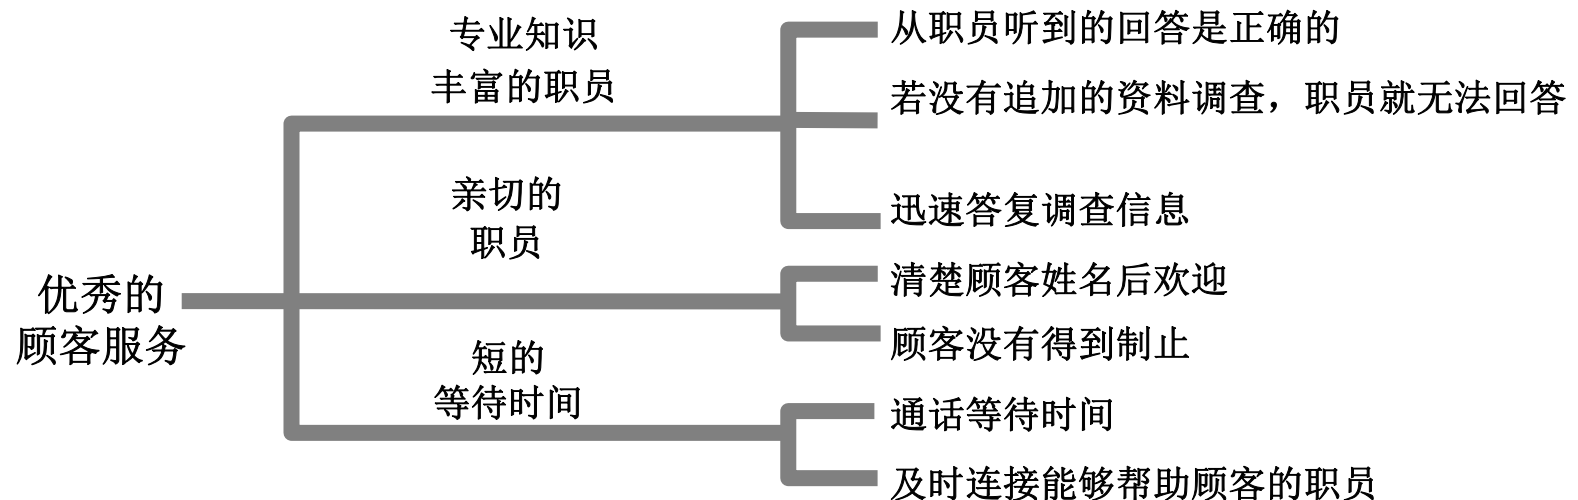 优秀的
顾客服务
专业知识
丰富的职员
从职员听到的回答是正确的
若没有追加的资料调查，职员就无法回答
迅速答复调查信息
亲切的
职员
清楚顾客姓名后欢迎
顾客没有得到制止
短的
等待时间
通话等待时间
及时连接能够帮助顾客的职员